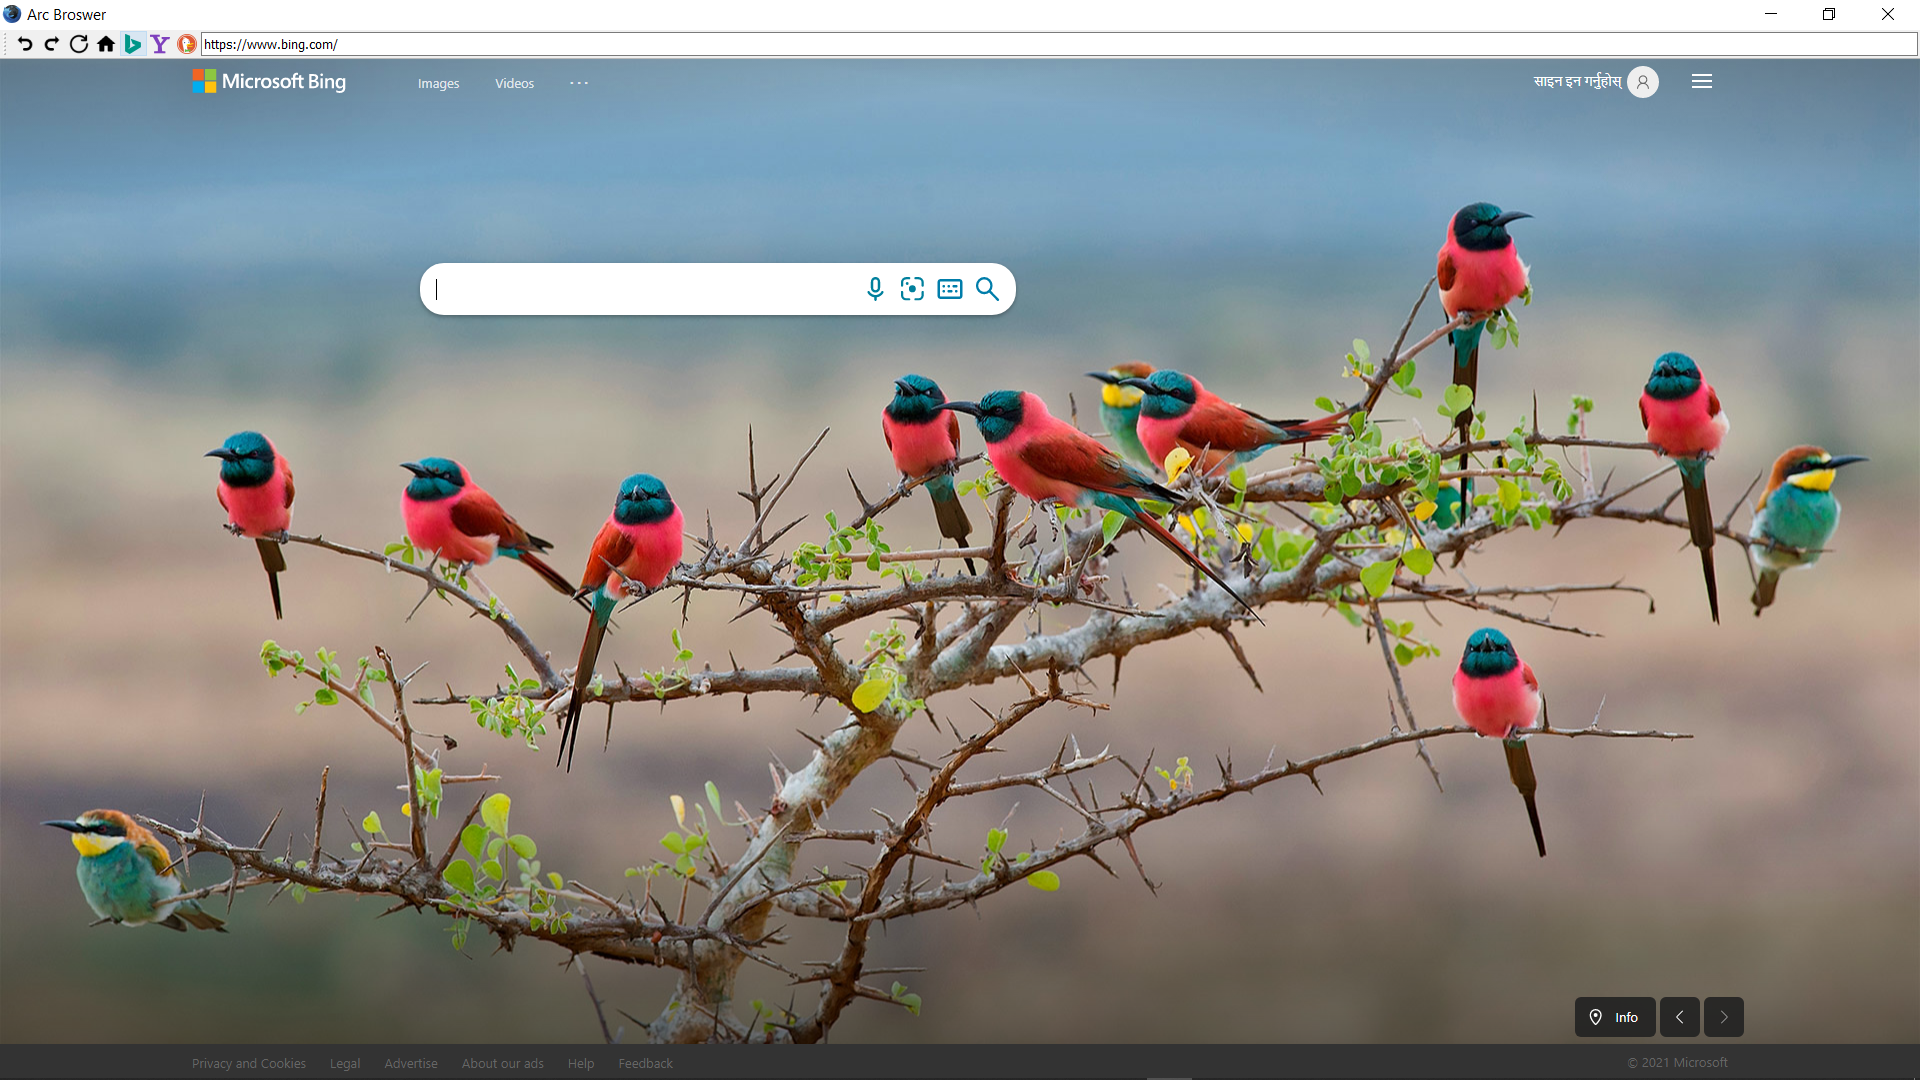 Arc Broswer
https://www.bing.com/
Microsoft Bing Images Videos ...
साइन इन गर्नुहोस्
Info
Privacy and Cookies Legal Advertise About our ads Help Feedback
© 2021 Microsoft